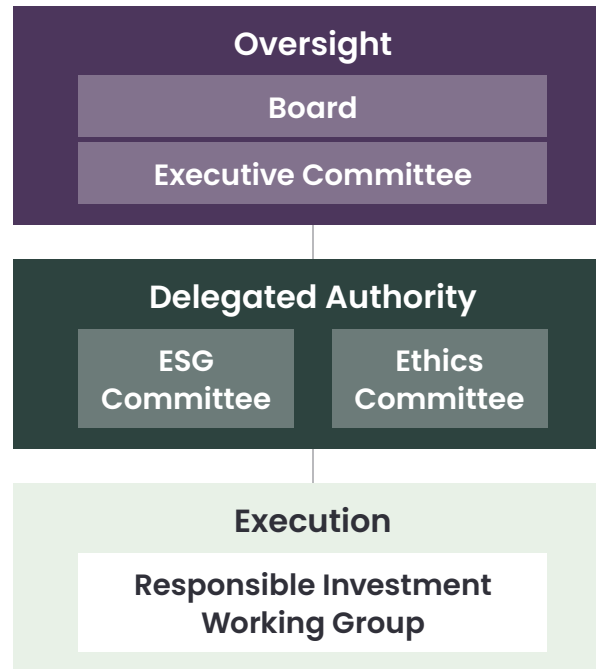 Oversight
Board
Executive Committee
Delegated Authority
ESG
Committee
Ethics
Committee
Execution
Responsible Investment
Working Group